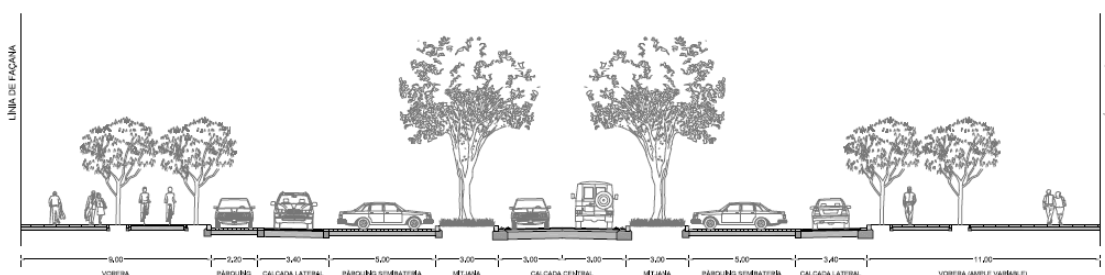 LÍNIA DE FAÇANA
9,00 2,20 3,40 5,00 3,00 3,00 3,00 3,00 5,00 3,40 11,00
VORERA PÀRQUING CALÇADA LATERAL PÀRQUING SEMIBATERIA MITJANA CALÇADA CENTRAL MITJANA PÀRQUING SEMIBATERIA CALÇADA LATERAL VORERA (AMPLE VARIABLE)